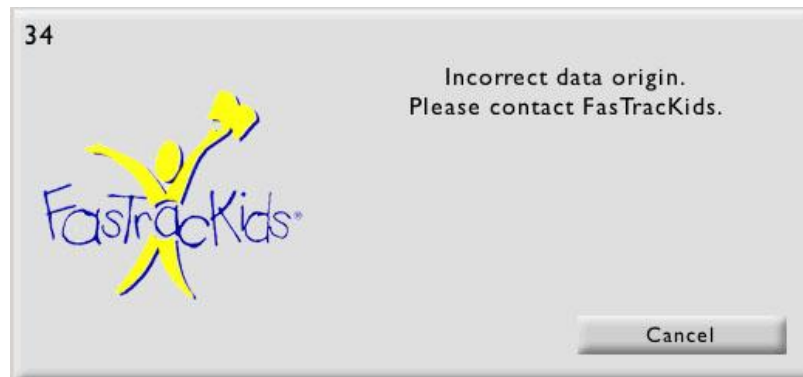 34
Incorrect data origin.
Please contact FasTracKids.
FasTracKids®
Cancel